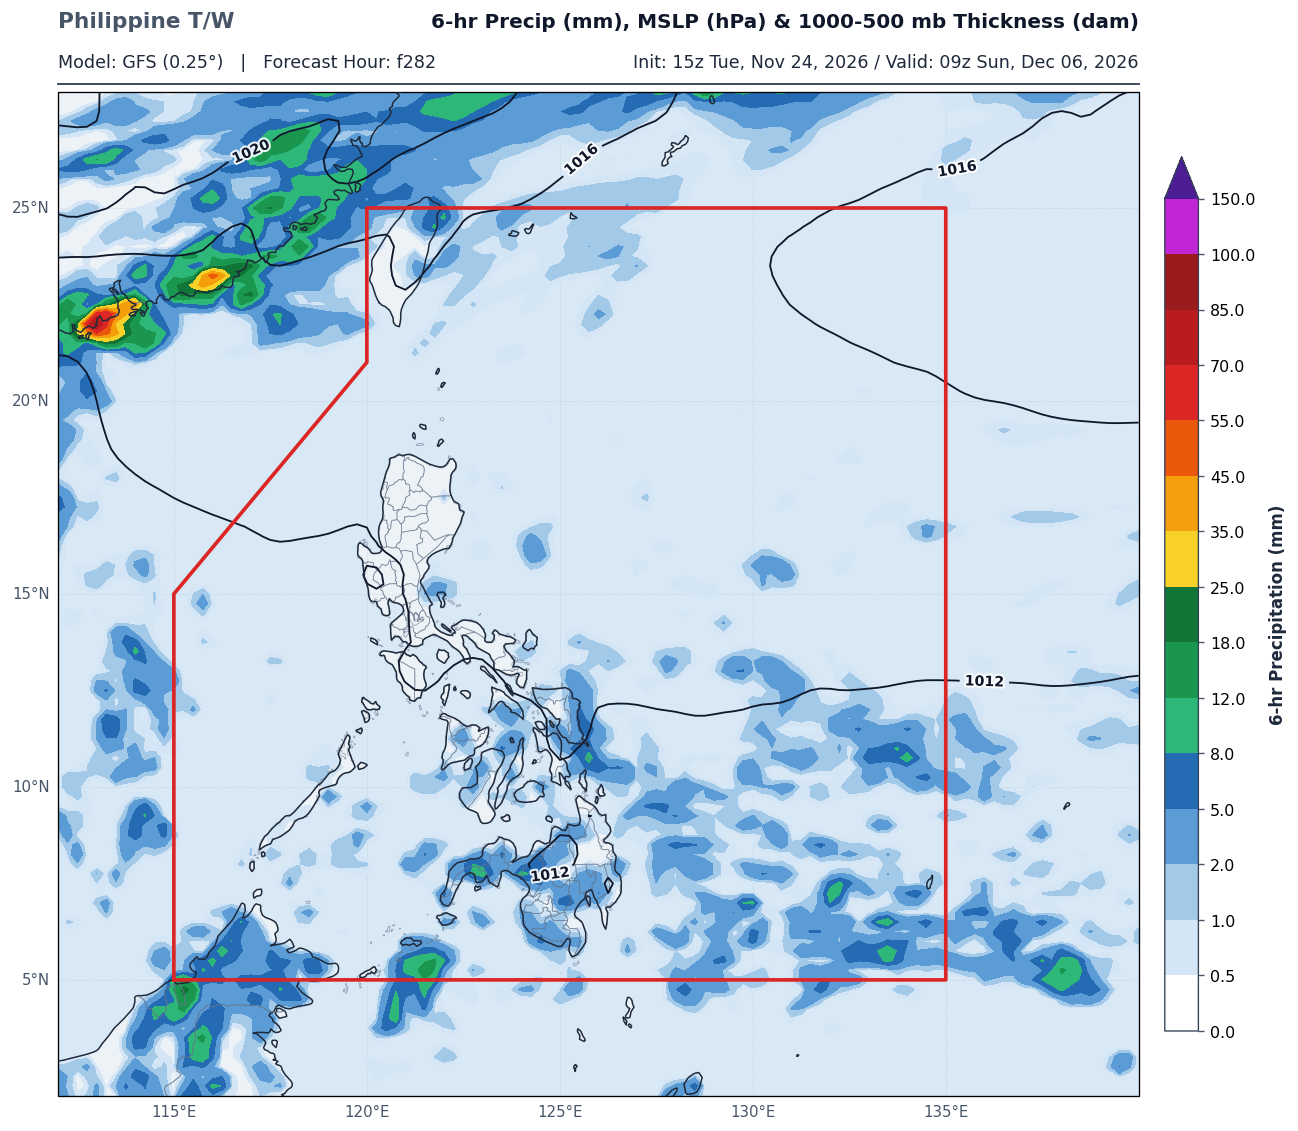 Philippine T/W
6-hr Precip (mm), MSLP (hPa) & 1000-500 mb Thickness (dam)
Model: GFS (0.25°) | Forecast Hour: f282
Init: 15z Tue, Nov 24, 2026 / Valid: 09z Sun, Dec 06, 2026
1020
1016
1016
1012
1012
25°N
20°N
15°N
10°N
5°N
115°E
120°E
125°E
130°E
135°E
150.0
100.0
85.0
70.0
55.0
45.0
35.0
25.0
18.0
12.0
8.0
5.0
2.0
1.0
0.5
0.0
6-hr Precipitation (mm)